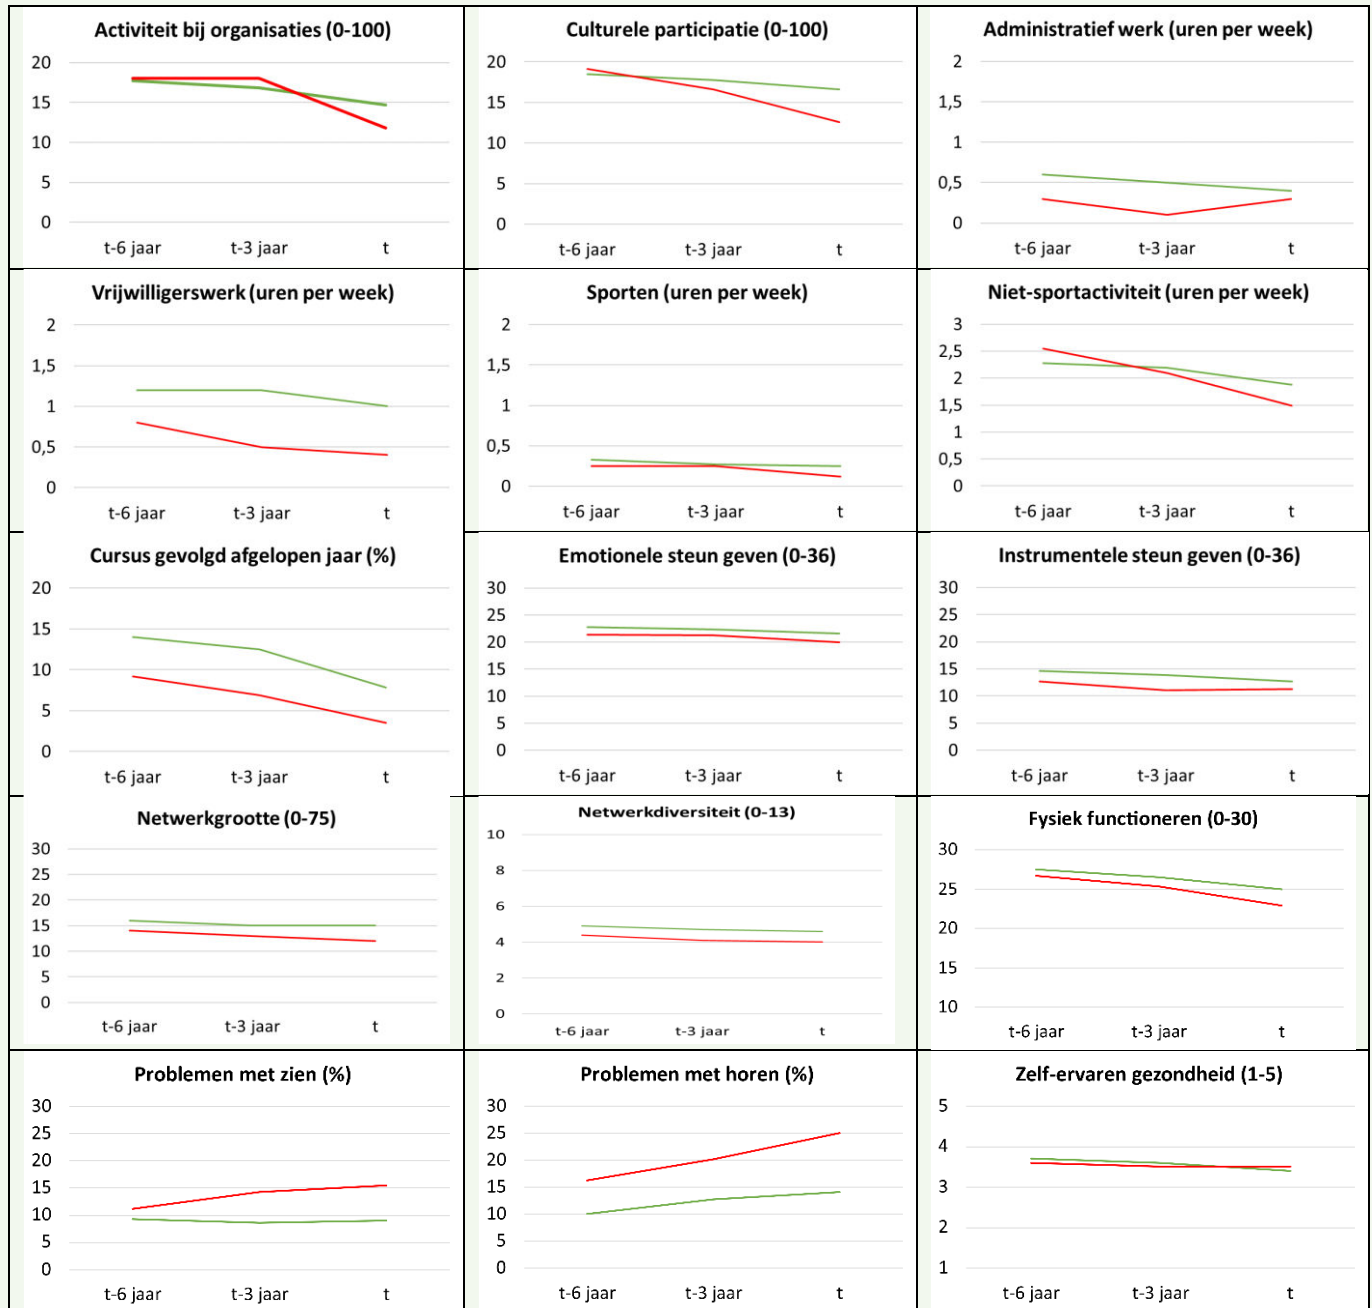 Activiteit bij organisaties (0-100)
20
15
10
5
0
t-6 jaar t-3 jaar t
Culturele participatie (0-100)
20
15
10
5
0
t-6 jaar t-3 jaar t
Administratief werk (uren per week)
2
1,5
1
0,5
0
t-6 jaar t-3 jaar t
Vrijwilligerswerk (uren per week)
2
1,5
1
0,5
0
t-6 jaar t-3 jaar t
Sporten (uren per week)
2
1,5
1
0,5
0
t-6 jaar t-3 jaar t
Niet-sportactiviteit (uren per week)
3
2,5
2
1,5
1
0,5
0
t-6 jaar t-3 jaar t
Cursus gevolgd afgelopen jaar (%)
20
15
10
5
0
t-6 jaar t-3 jaar t
Emotionele steun geven (0-36)
30
25
20
15
10
5
0
t-6 jaar t-3 jaar t
Instrumentele steun geven (0-36)
30
25
20
15
10
5
0
t-6 jaar t-3 jaar t
Netwerkgrootte (0-75)
30
25
20
15
10
5
0
t-6 jaar t-3 jaar t
Netwerkdiversiteit (0-13)
10
8
6
4
2
0
t-6 jaar t-3 jaar t
Fysiek functioneren (0-30)
30
25
20
15
10
t-6 jaar t-3 jaar t
Problemen met zien (%)
30
25
20
15
10
5
0
t-6 jaar t-3 jaar t
Problemen met horen (%)
30
25
20
15
10
5
0
t-6 jaar t-3 jaar t
Zelf-ervaren gezondheid (1-5)
5
4
3
2
1
t-6 jaar t-3 jaar t